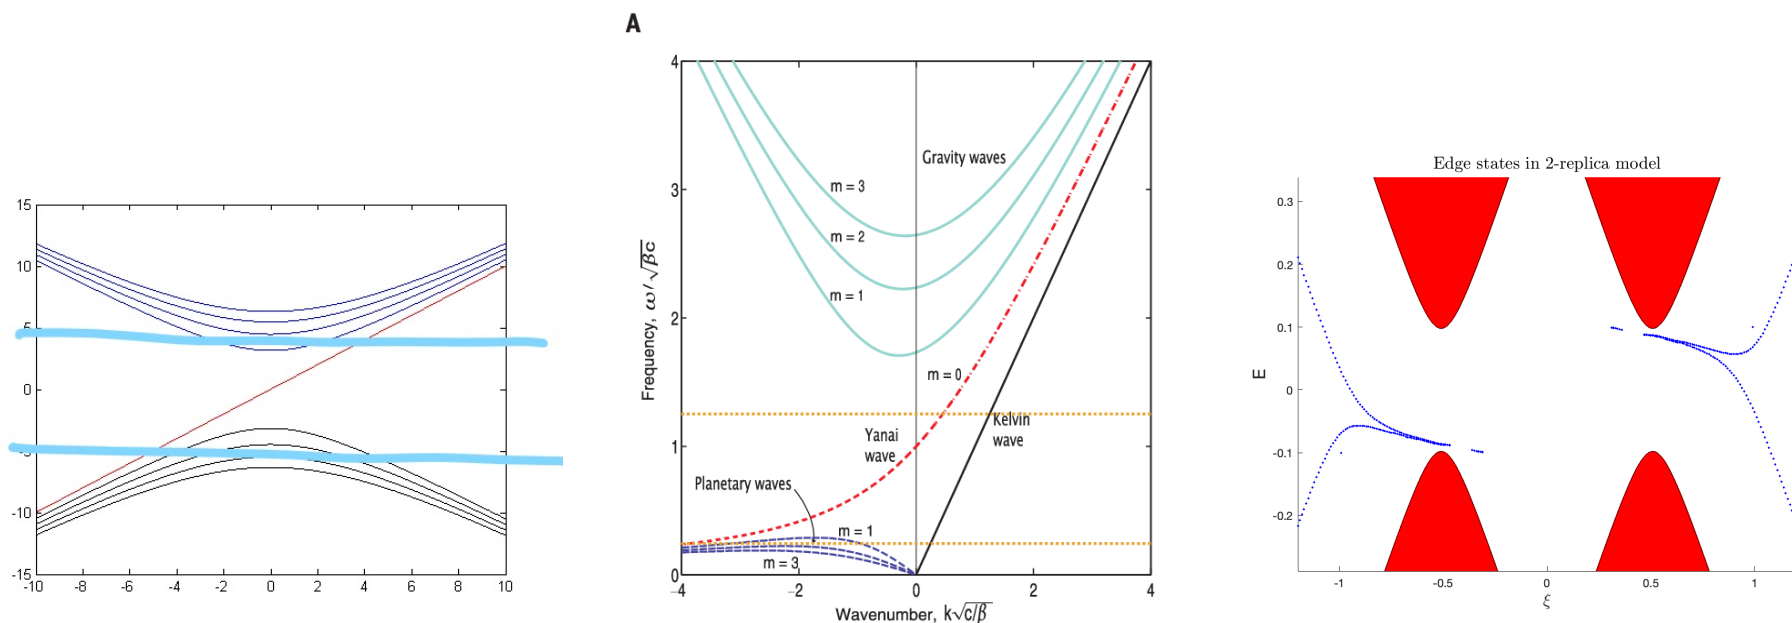 15
10
5
0
-5
-10
-15
-10 -8 -6 -4 -2 0 2 4 6 8 10
A
Frequency, ω/√βc
4
3
2
1
0
Gravity waves
m = 3
m = 2
m = 1
m = 0
Kelvin
wave
Yanai
wave
Planetary waves
m = 1
m = 3
−4 −2 0 2 4
Wavenumber, k√c/β
Edge states in 2-replica model
E
0.3
0.2
0.1
0
-0.1
-0.2
-1 -0.5 0 0.5 1
ξ